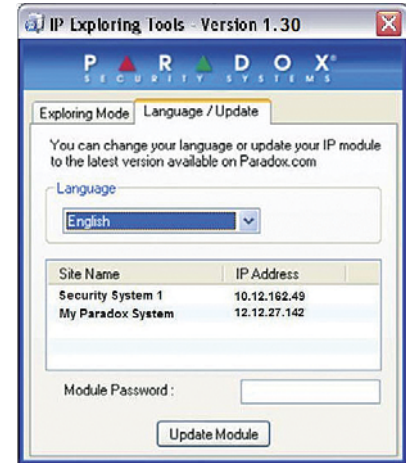 IP Exploring Tools - Version 1.30
PARADOX®
SECURITY SYSTEMS
Exploring Mode Language / Update
You can change your language or update your IP module
to the latest version available on Paradox.com
Language
English
Site Name IP Address
Security System 1 10.12.162.49
My Paradox System 12.12.27.142
Module Password :
Update Module